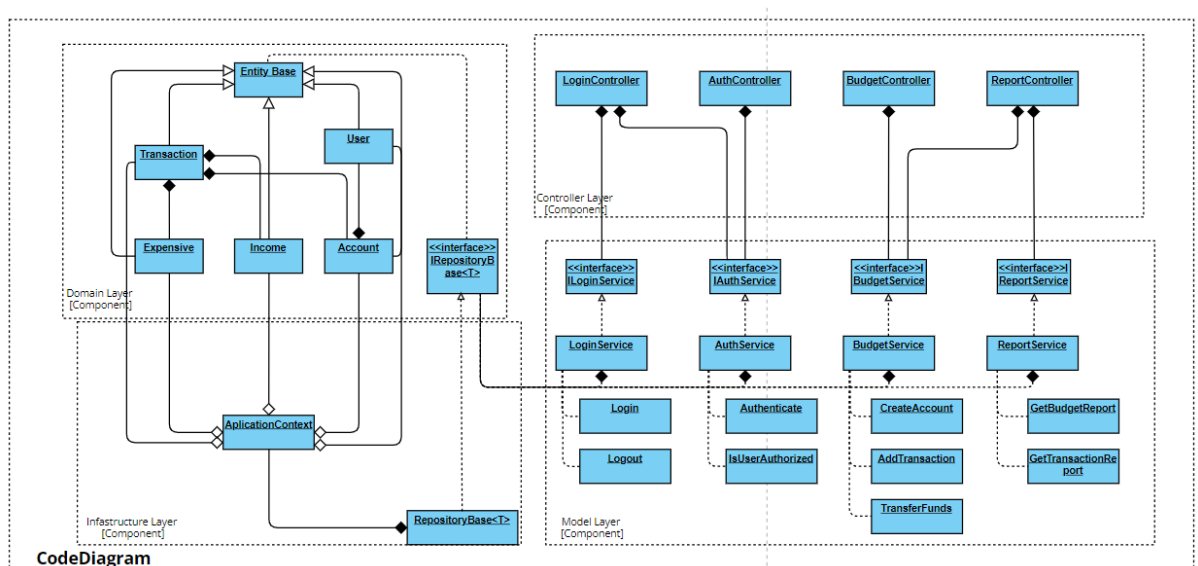 Entity Base
User
Transaction
Expensive
Income
Account
<<interface>>
IRepositoryB
ase<T>
Domain Layer
[Component]
LoginController
AuthController
BudgetController
ReportController
Controller Layer
[Component]
<<interface>>
ILoginService
<<interface>>
IAuthService
<<interface>>I
BudgetService
<<interface>>I
ReportService
LoginService
AuthService
BudgetService
ReportService
Login
Authenticate
CreateAccount
GetBudgetReport
Logout
IsUserAuthorized
AddTransaction
GetTransactionRe
port
TransferFunds
Model Layer
[Component]
AplicationContext
RepositoryBase<T>
Infastructure Layer
[Component]
CodeDiagram